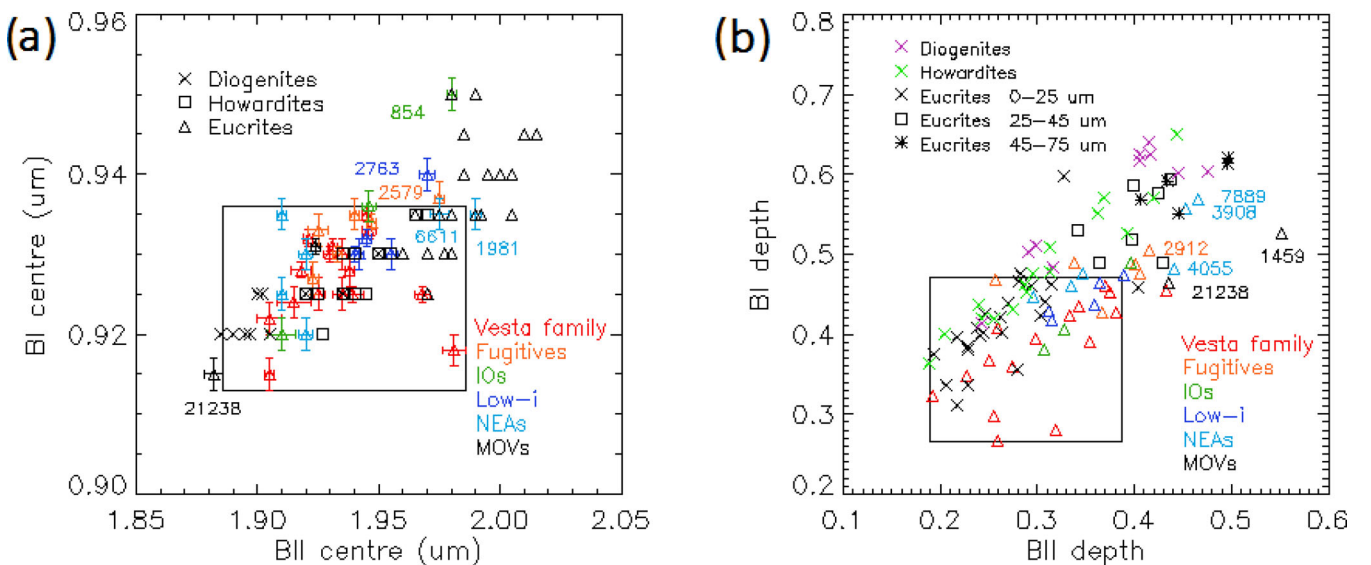 (a)
0.96
0.94
0.92
0.90
BI centre (um)
Diogenites
Howardites
Eucrites
854
2763
2579
6611
1981
21238
Vesta family
Fugitives
IOs
Low-i
NEAs
MOVs
1.85
1.90
1.95
2.00
2.05
BII centre (um)
(b)
0.8
0.7
0.6
0.5
0.4
0.3
0.2
BI depth
Diogenites
Howardites
Eucrites 0-25 um
Eucrites 25-45 um
Eucrites 45-75 um
7889
3908
2912
1459
4055
21238
Vesta family
Fugitives
IOs
Low-i
NEAs
MOVs
0.1
0.2
0.3
0.4
0.5
0.6
BII depth